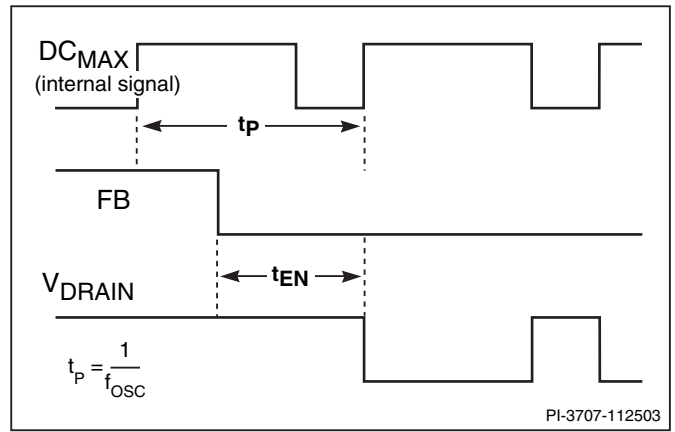 DCMAX
(internal signal)
tP
FB
tEN
VDRAIN
tP = 1/fOSC
PI-3707-112503